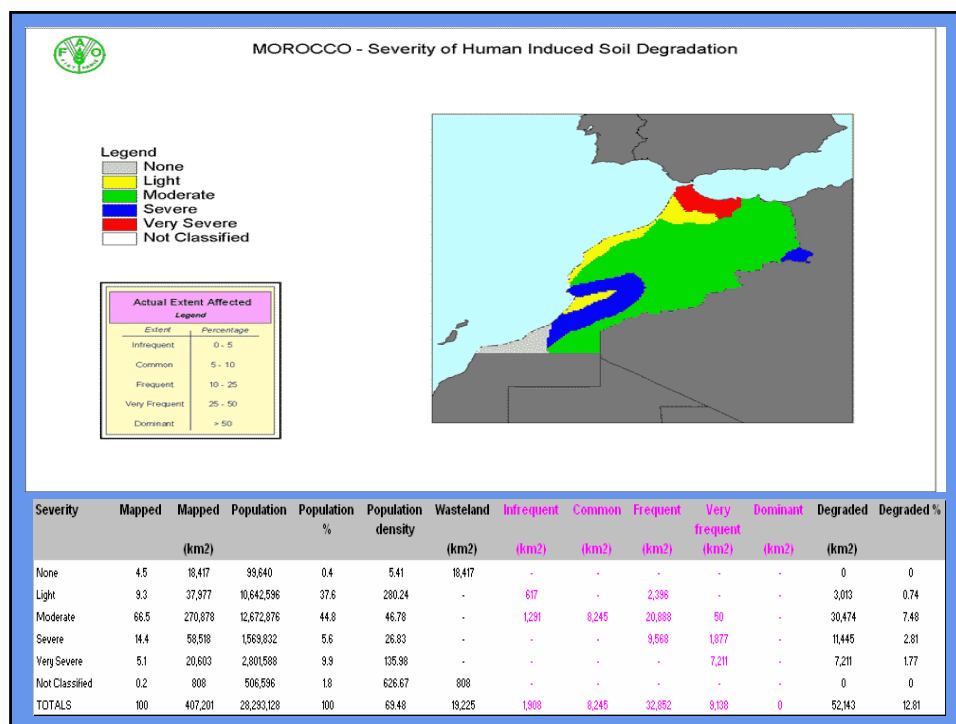 F A O
FIAT PANIS
MOROCCO - Severity of Human Induced Soil Degradation
Legend
None
Light
Moderate
Severe
Very Severe
Not Classified
Actual Extent Affected
Legend
Extent Percentage
Infrequent 0 - 5
Common 5 - 10
Frequent 10 - 25
Very Frequent 25 - 50
Dominant > 50
Severity Mapped Mapped Population Population Population Wasteland Infrequent Common Frequent Very Dominant Degraded Degraded %
% density frequent
(km2) (km2) (km2) (km2) (km2) (km2) (km2) (km2)
None 4.5 18,417 99,640 0.4 5.41 18,417 - - - - - 0 0
Light 9.3 37,977 10,642,596 37.6 280.24 - 617 - 2,396 - - 3,013 0.74
Moderate 66.5 270,878 12,672,876 44.8 46.78 - 1,291 8,245 20,888 50 - 30,474 7.48
Severe 14.4 58,518 1,569,832 5.6 26.83 - - - 9,568 1,877 - 11,445 2.81
Very Severe 5.1 20,603 2,801,588 9.9 135.98 - - - - 7,211 - 7,211 1.77
Not Classified 0.2 808 506,596 1.8 626.67 808 - - - - - 0 0
TOTALS 100 407,201 28,293,128 100 69.48 19,225 1,908 8,245 32,852 9,138 0 52,143 12.81